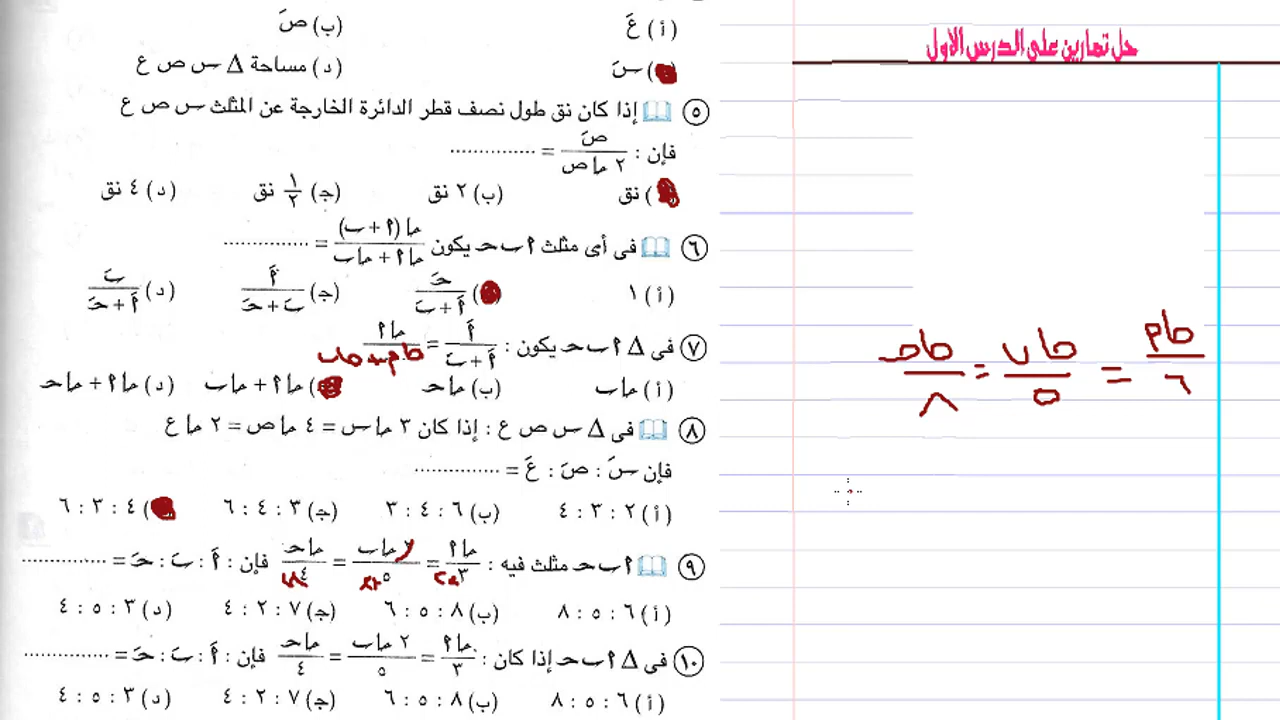 (أ) عَ (ب) صَ
) سَ (د) مساحة Δ س ص ع
٥ إذا كان نق طول نصف قطر الدائرة الخارجة عن المثلث س ص ع
فإن : صَ / ٢ حا ص = ...............
) نق (ب) ٢ نق (ج) ١/٢ نق (د) ٤ نق
٦ فى أى مثلث ا ب حـ يكون حا (ا + ب) / حا ا + حا ب = ...............
(أ) ١ ) حـَ / اَ + بَ (ج) اَ / بَ + حـَ (د) بَ / اَ + حـَ
٧ فى Δ ا ب حـ يكون : اَ / اَ + بَ = حا ا / حا م + حا ب
(أ) حا ب (ب) حا حـ ) حا ا + حا ب (د) حا ا + حا حـ
٨ فى Δ س ص ع : إذا كان ٣ حا س = ٤ حا ص = ٢ حا ع
فإن سَ : صَ : عَ = ...............
(أ) ٢ : ٣ : ٤ (ب) ٦ : ٤ : ٣ (ج) ٣ : ٤ : ٦ ) ٤ : ٣ : ٦
٩ ا ب حـ مثلث فيه : حا ا / ٣ = ٢ حا ب / ٥ = حا حـ / ٤ فإن : اَ : بَ : حـَ = ...............
(أ) ٦ : ٥ : ٨ (ب) ٨ : ٥ : ٦ (ج) ٧ : ٢ : ٤ (د) ٣ : ٥ : ٤
١٠ فى Δ ا ب حـ إذا كان : حا ا / ٣ = ٢ حا ب / ٥ = حا حـ / ٤ فإن : اَ : بَ : حـَ = ...............
(أ) ٦ : ٥ : ٨ (ب) ٨ : ٥ : ٦ (ج) ٧ : ٢ : ٤ (د) ٣ : ٥ : ٤
حل تمارين على الدرس الاول
حا م / ٦ = حا ب / ٥ = حا حـ / ٨